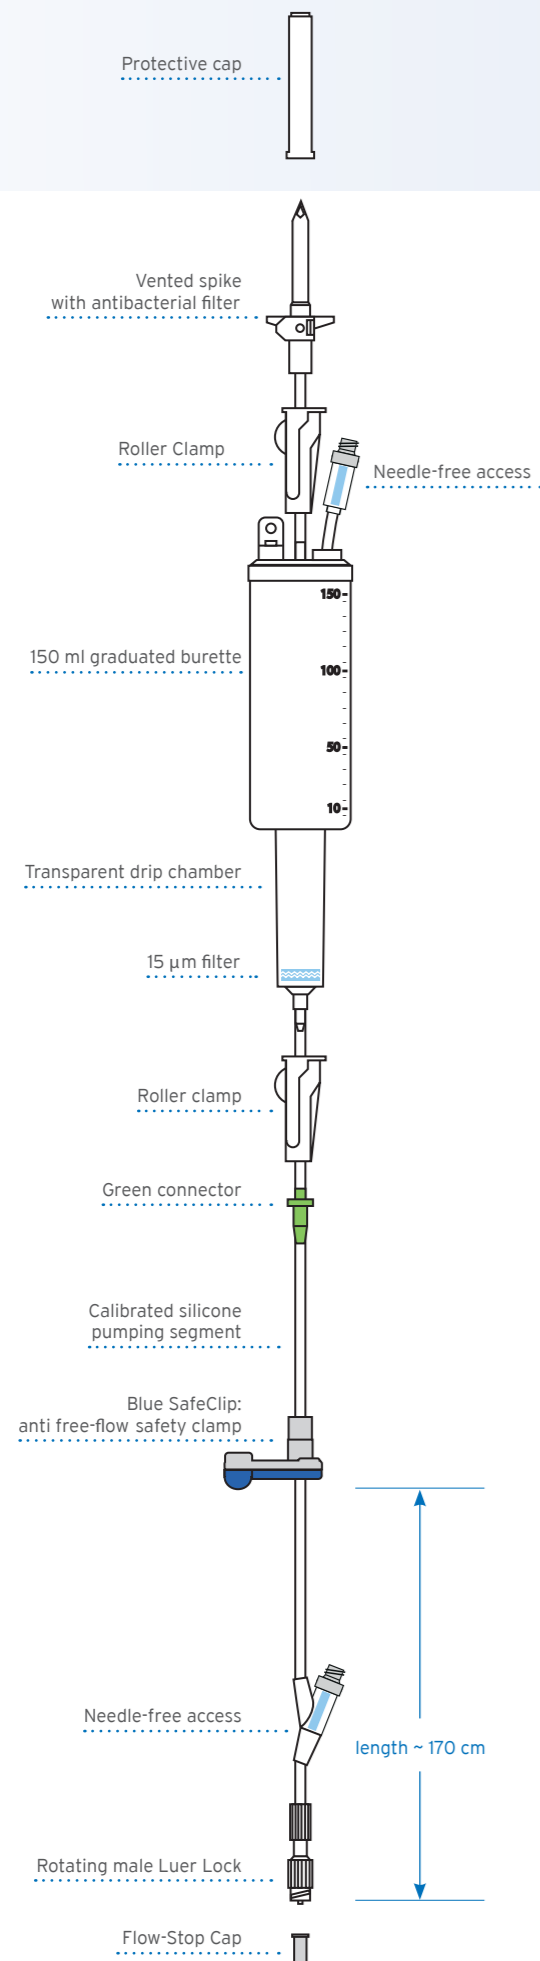 Protective cap
Vented spike
with antibacterial filter
Roller Clamp
Needle-free access
150
150 ml graduated burette
100
50
10
Transparent drip chamber
15 µm filter
Roller clamp
Green connector
Calibrated silicone
pumping segment
Blue SafeClip:
anti free-flow safety clamp
Needle-free access
length ~ 170 cm
Rotating male Luer Lock
Flow-Stop Cap